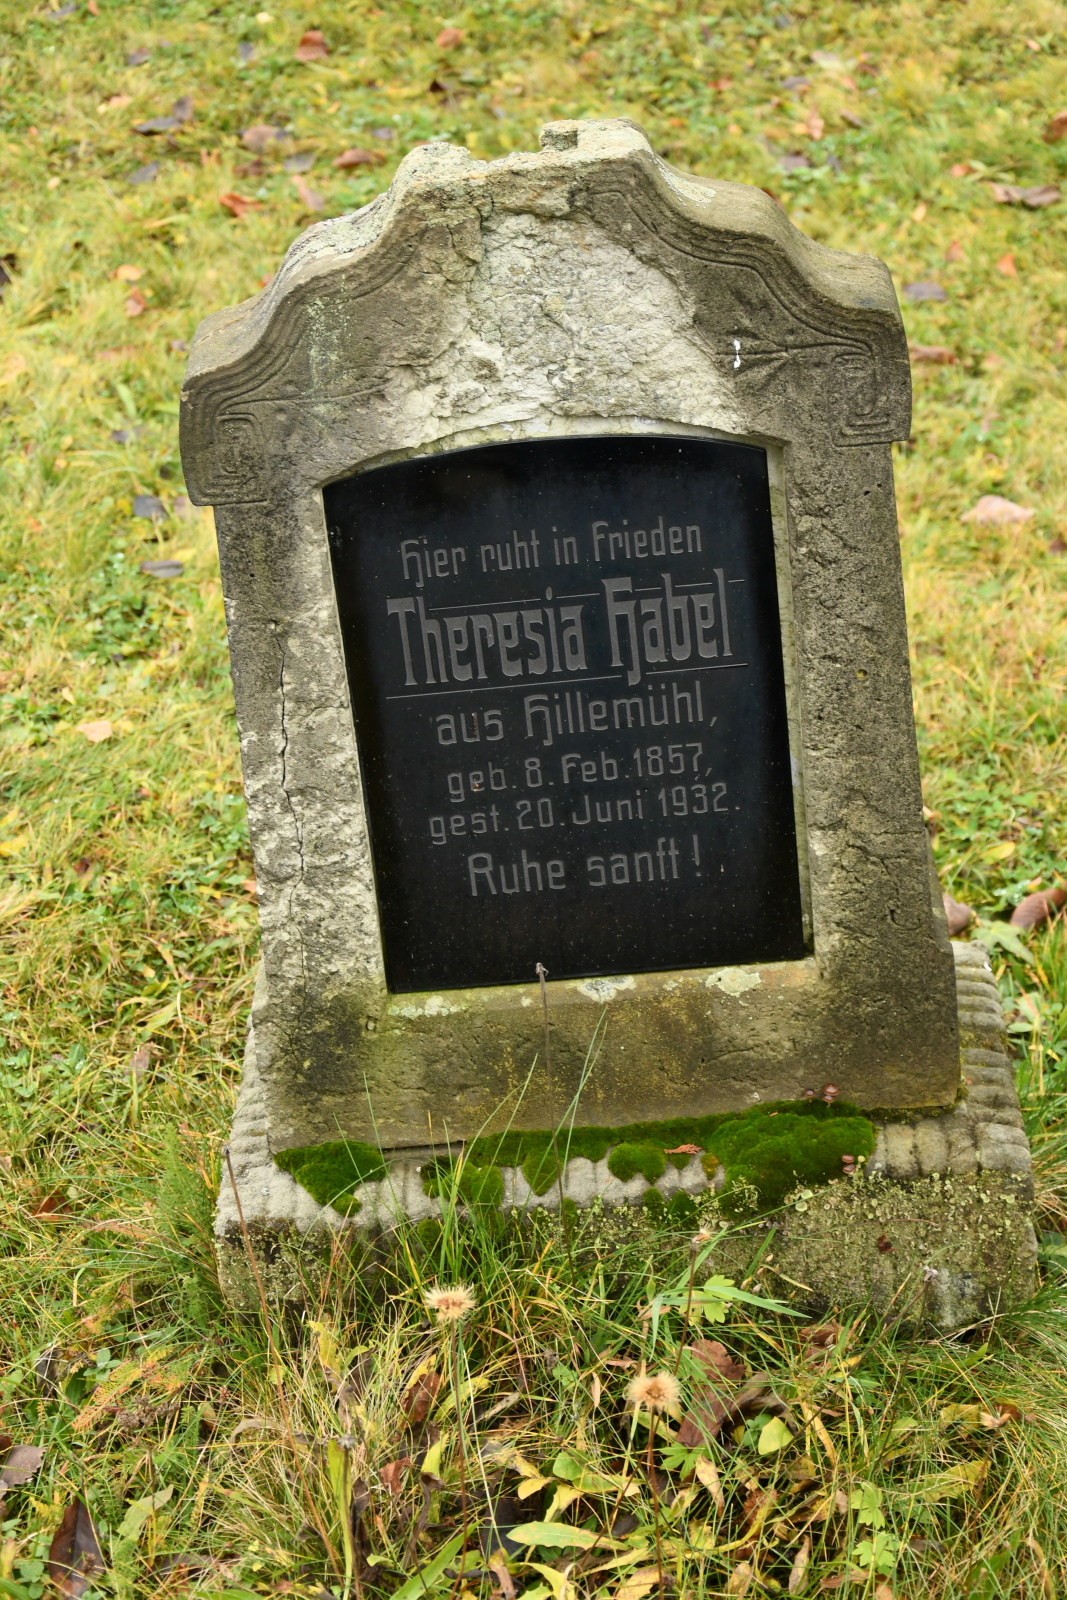 Hier ruht in Frieden
Theresia Habel
aus Hillemühl,
geb. 8. Feb. 1857,
gest. 20. Juni 1932.
Ruhe sanft!